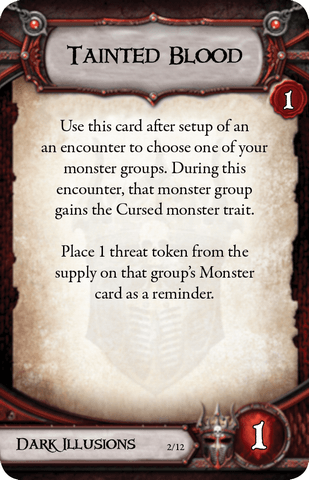 Tainted Blood
1
Use this card after setup of an
an encounter to choose one of your
monster groups. During this
encounter, that monster group
gains the Cursed monster trait.
Place 1 threat token from the
supply on that group's Monster
card as a reminder.
Dark Illusions
2/12
1